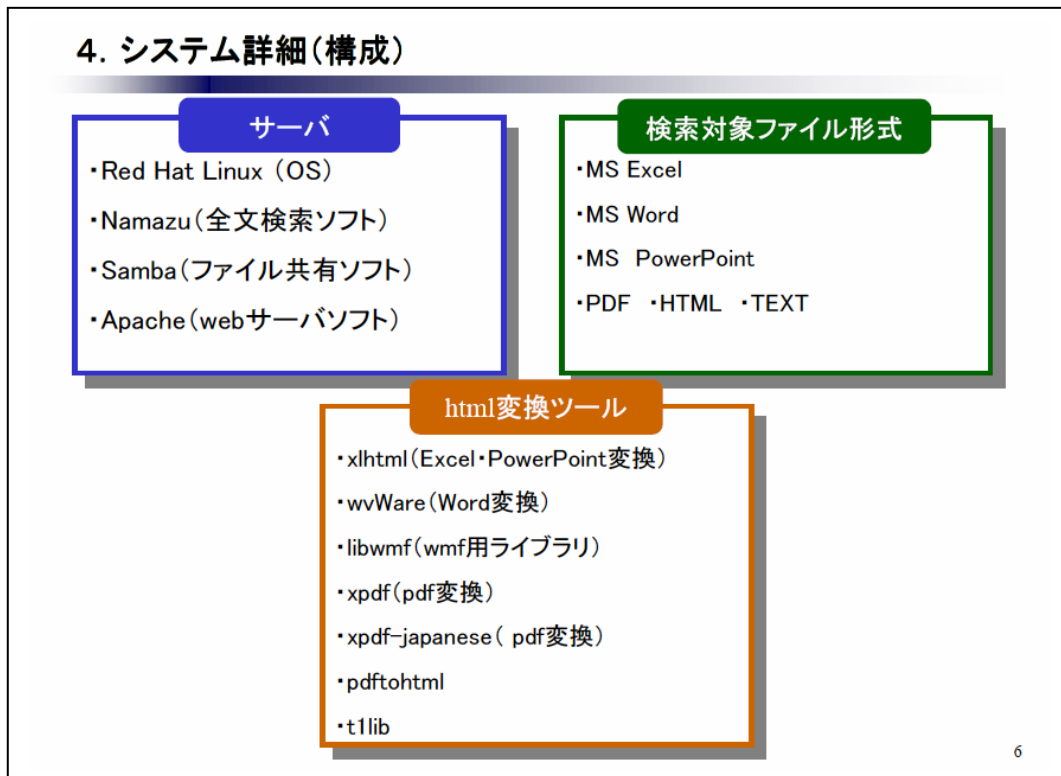 4．システム詳細（構成）
サーバ
・Red Hat Linux （OS）
・Namazu（全文検索ソフト）
・Samba（ファイル共有ソフト）
・Apache（webサーバソフト）
検索対象ファイル形式
・MS Excel
・MS Word
・MS　PowerPoint
・PDF　・HTML　・TEXT
html変換ツール
・xlhtml（Excel・PowerPoint変換）
・wvWare（Word変換）
・libwmf（wmf用ライブラリ）
・xpdf（pdf変換）
・xpdf-japanese（ pdf変換）
・pdftohtml
・t1lib
6